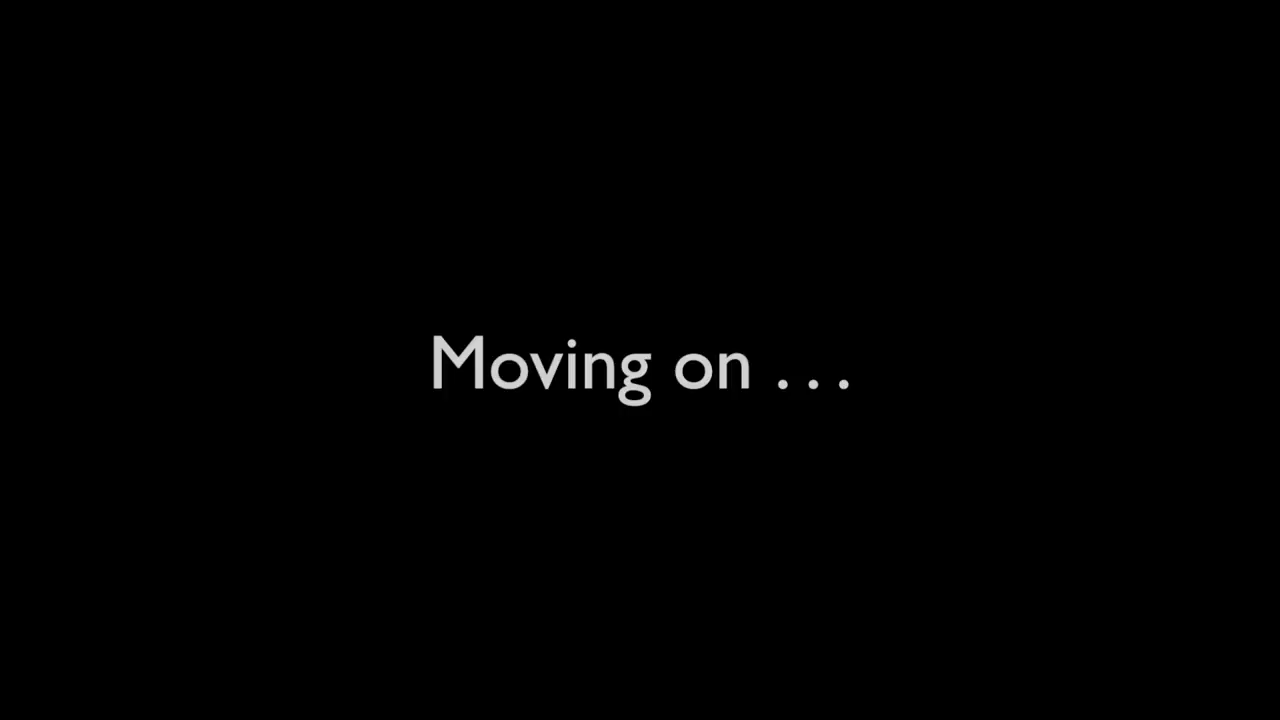 Moving on . . .